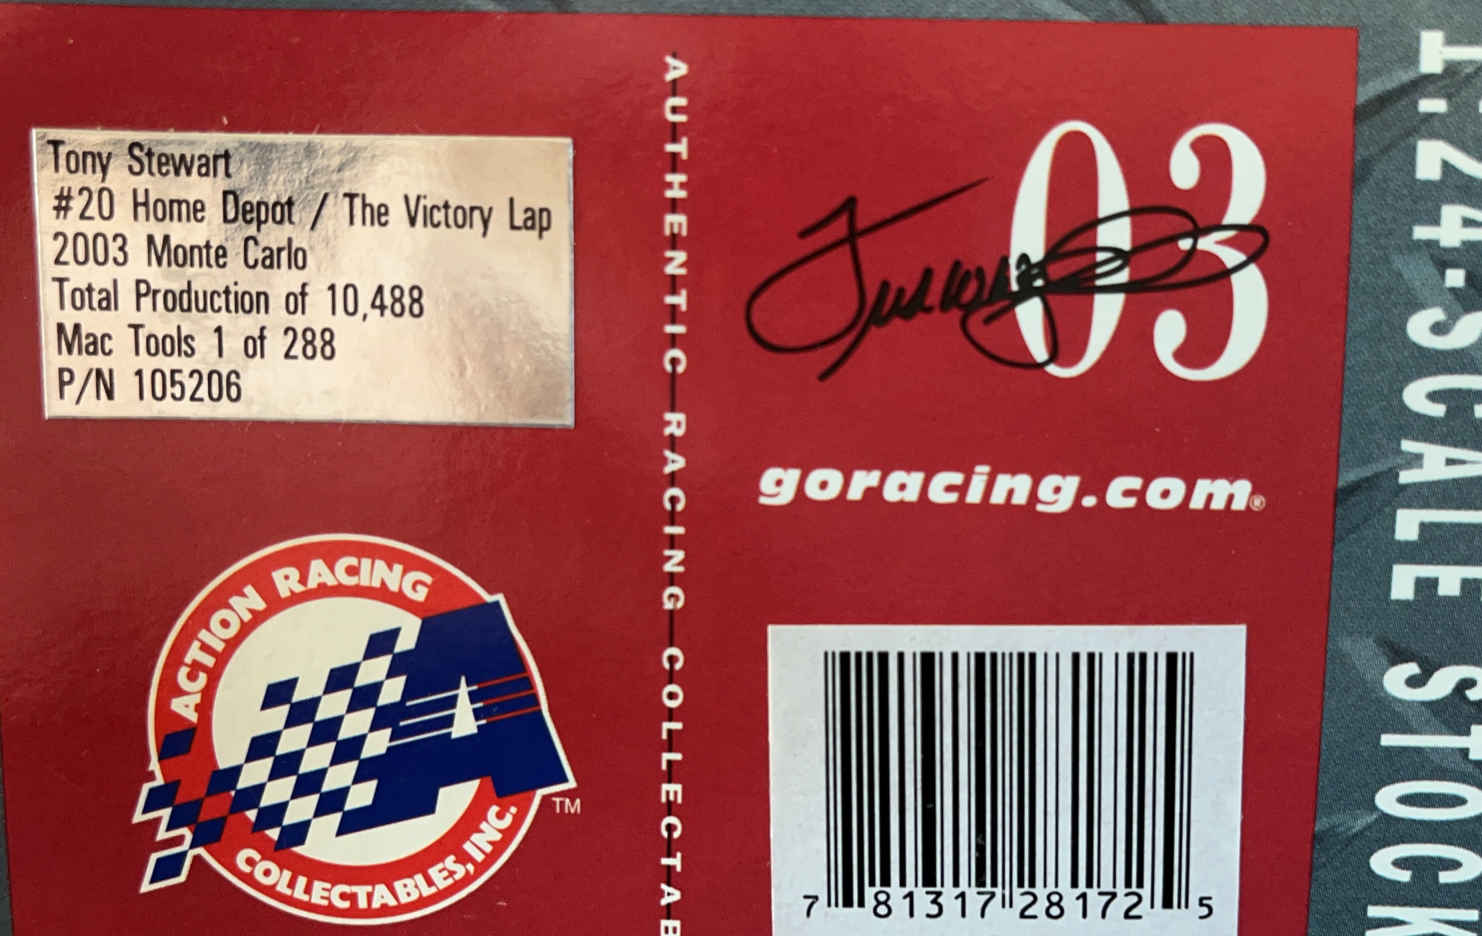 Tony Stewart
#20 Home Depot / The Victory Lap
2003 Monte Carlo
Total Production of 10,488
Mac Tools 1 of 288
P/N 105206
ACTION RACING
COLLECTABLES, INC.
TM
AUTHENTIC RACING COLLECTAB
03
goracing.com®
7 81317 28172 5
1:24-SCALE STOCK